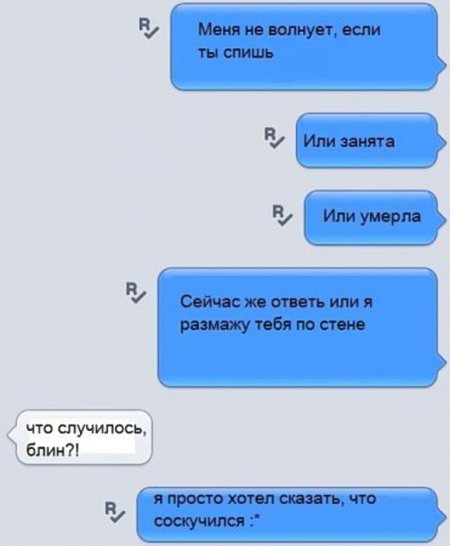 R
Меня не волнует, если
ты спишь
R
Или занята
R
Или умерла
R
Сейчас же ответь или я
размажу тебя по стене
что случилось,
блин?!
R
я просто хотел сказать, что
соскучился :*